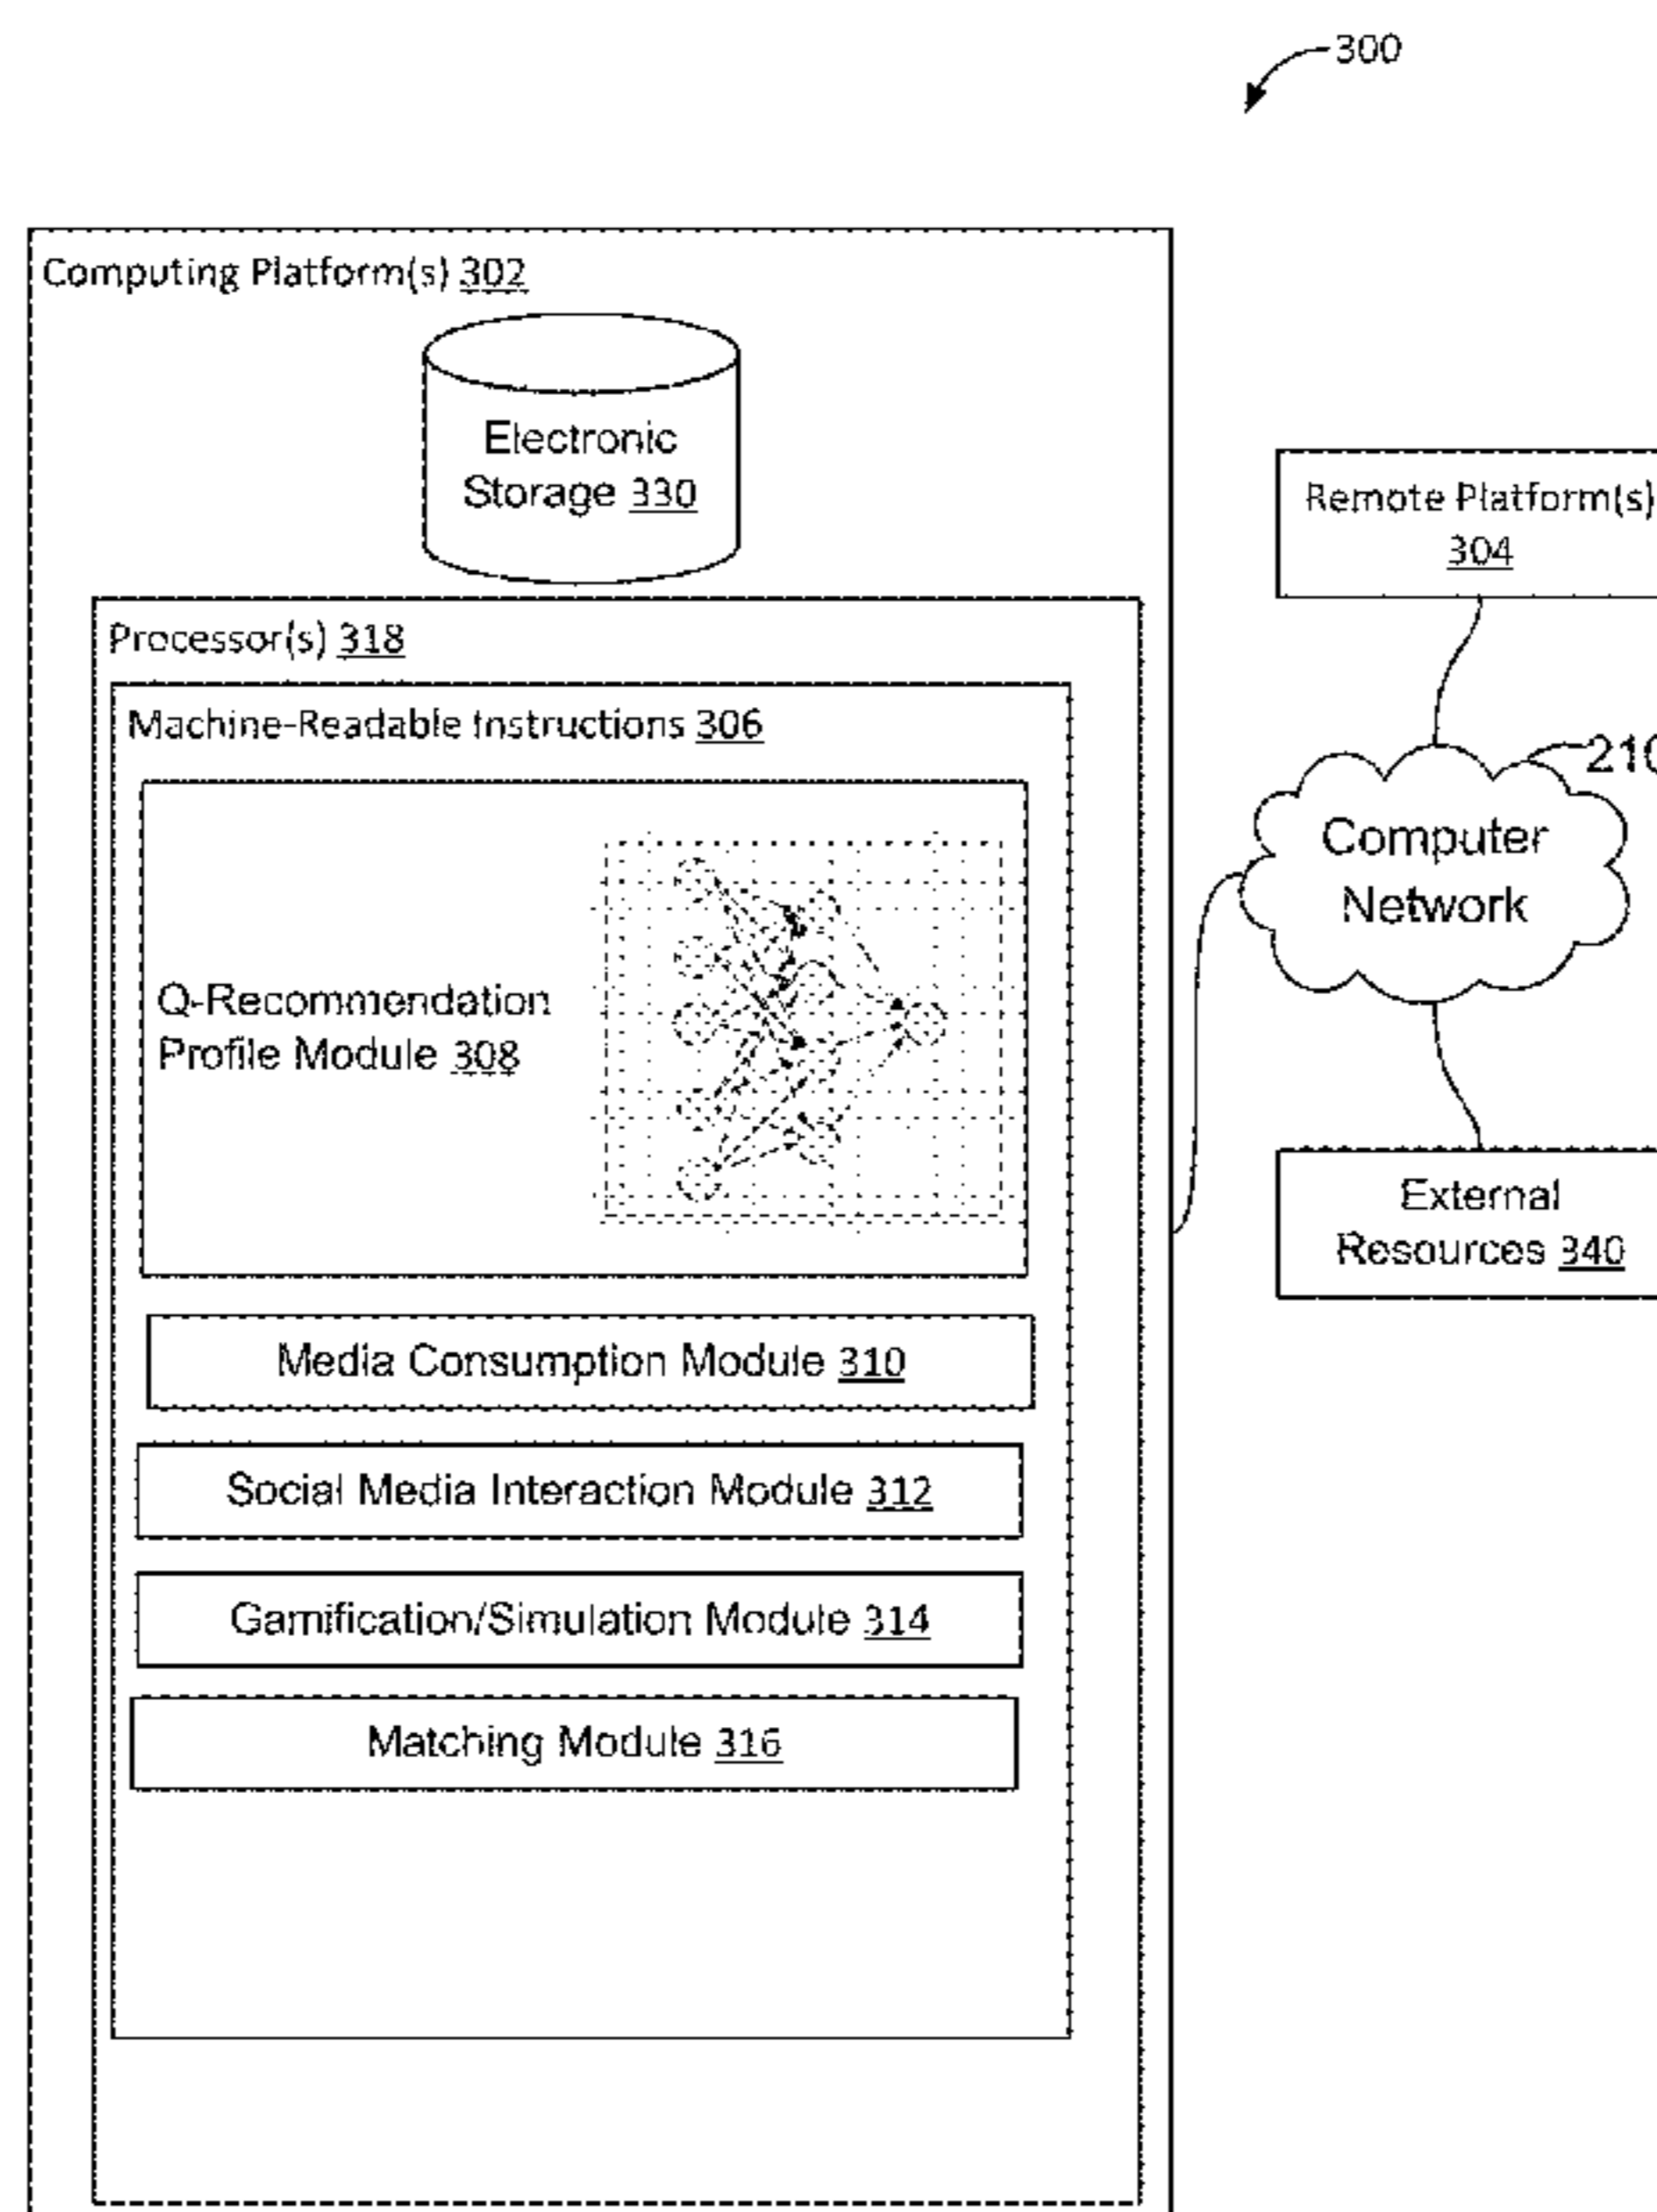 300
Computing Platform(s) 302
Electronic
Storage 330
Processor(s) 318
Machine-Readable Instructions 306
Q-Recommendation
Profile Module 308
Media Consumption Module 310
Social Media Interaction Module 312
Gamification/Simulation Module 314
Matching Module 316
Remote Platform(s)
304
210
Computer
Network
External
Resources 340